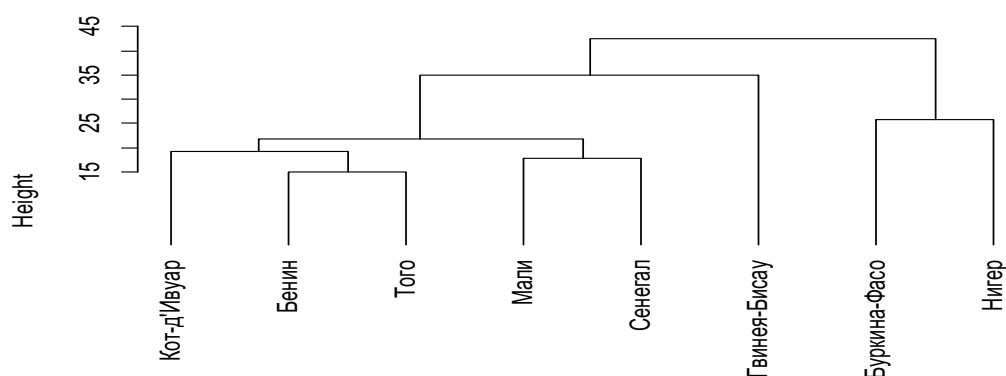 45
35
25
15
Height
Кот-д'Ивуар
Бенин
Того
Мали
Сенегал
Гвинея-Бисау
Буркина-Фасо
Нигер